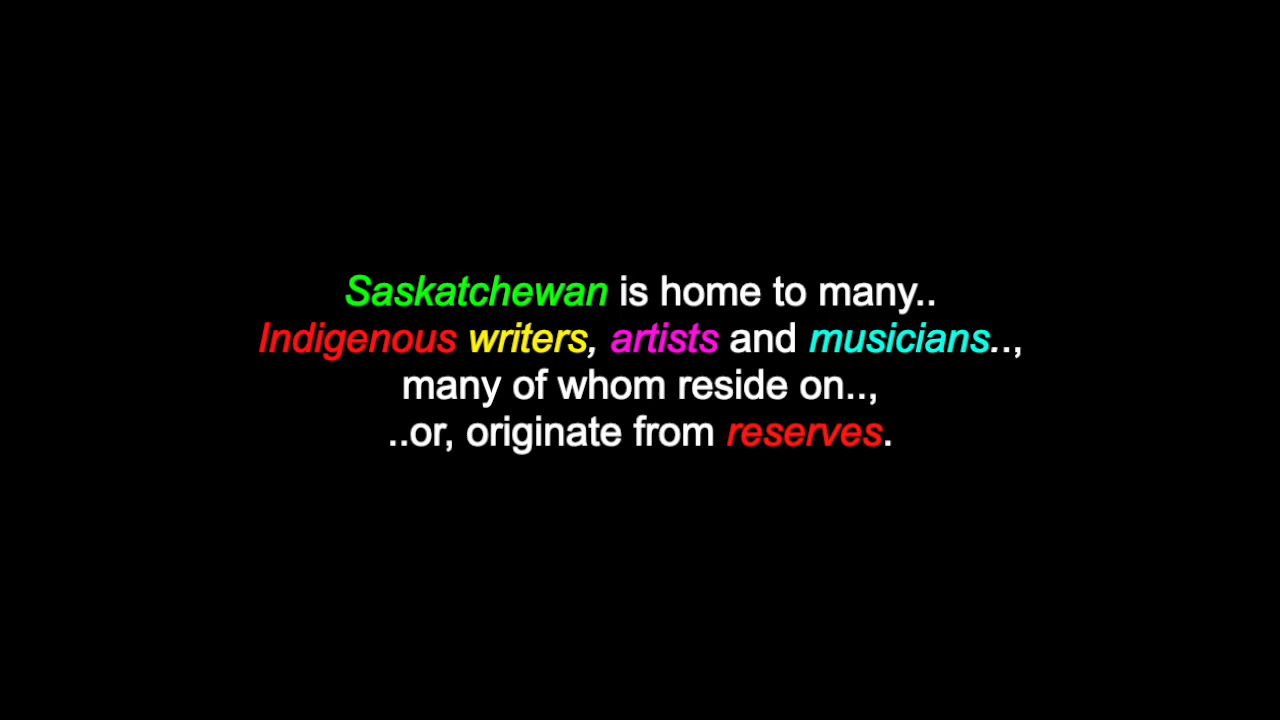 Saskatchewan is home to many..
Indigenous writers, artists and musicians..,
many of whom reside on..,
..or, originate from reserves.